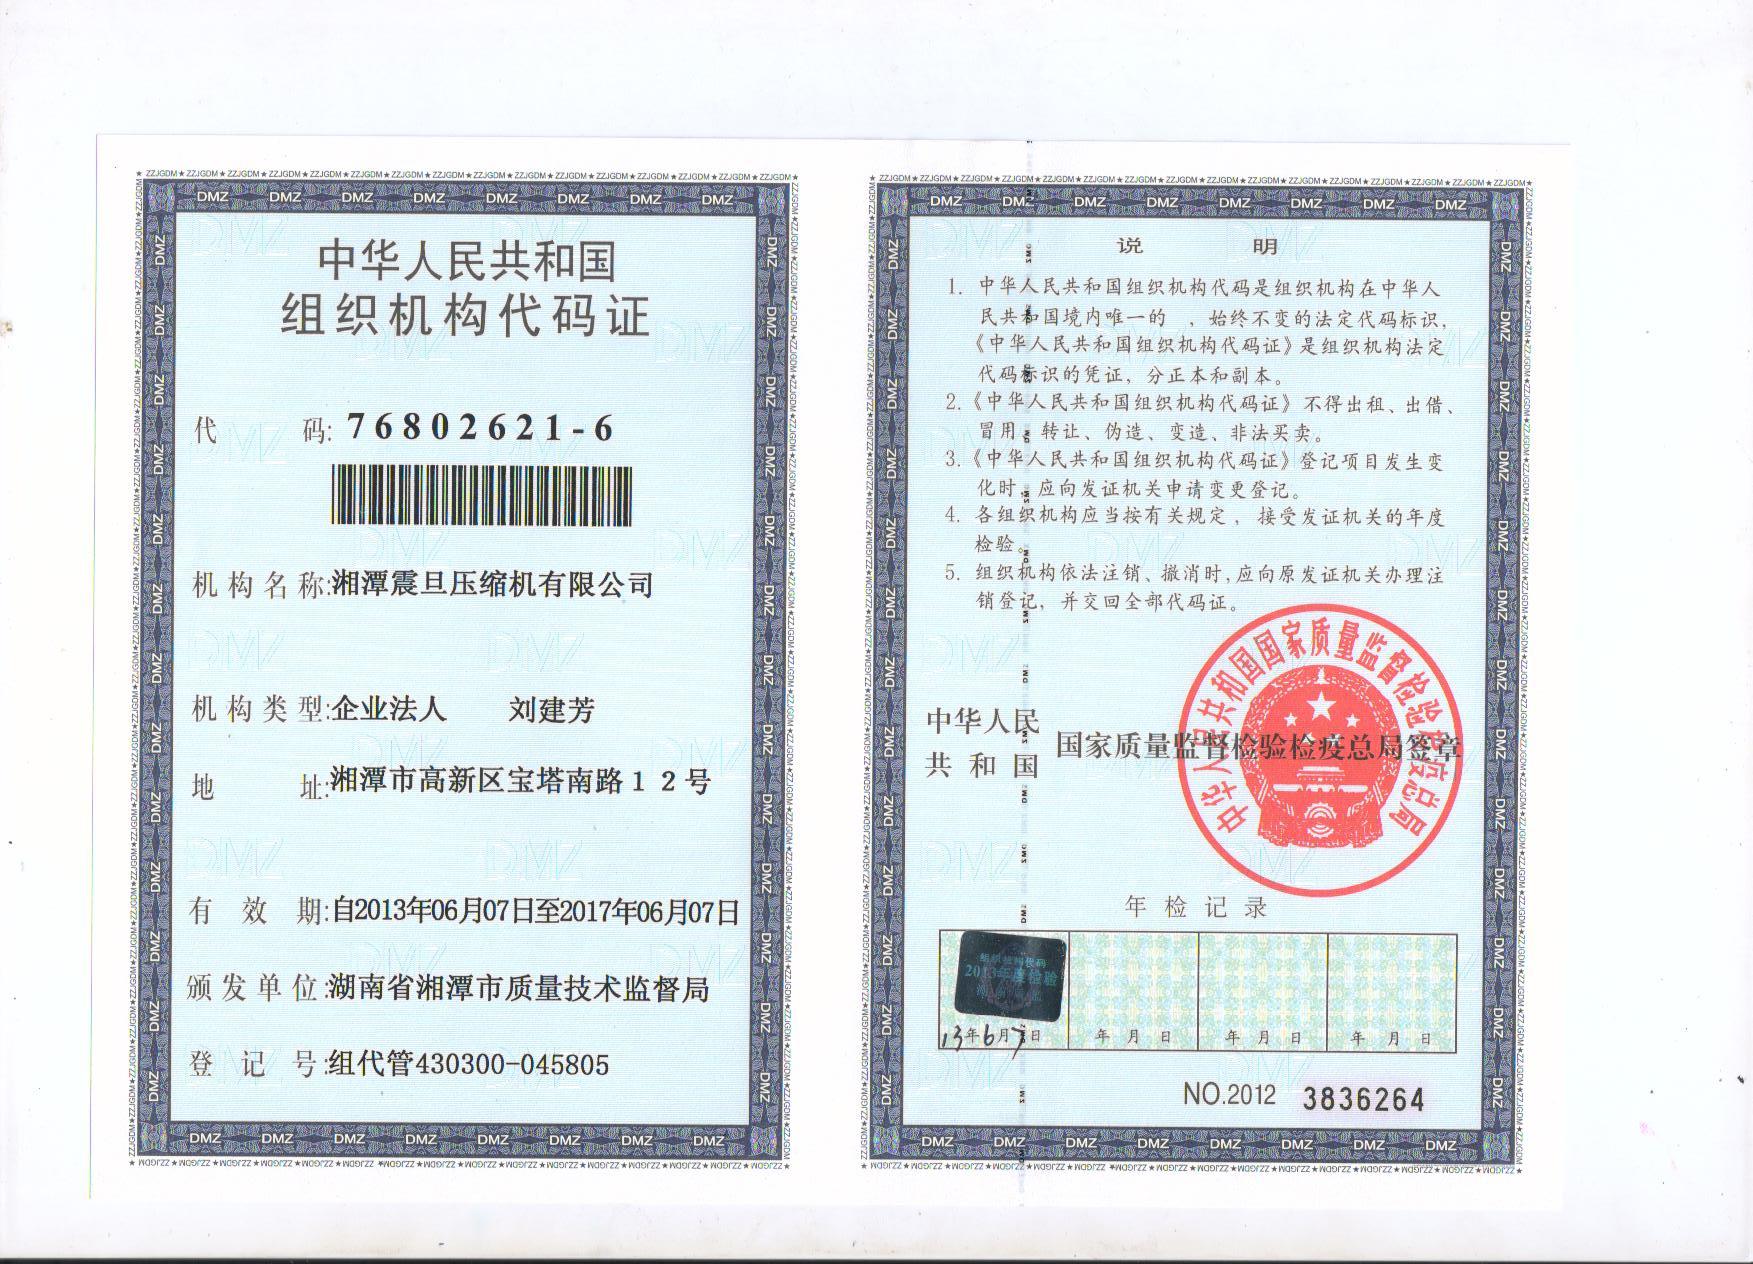 中华人民共和国
组织机构代码证
代 码: 76802621-6
机构名称:湘潭震旦压缩机有限公司
机构类型:企业法人 刘建芳
地 址:湘潭市高新区宝塔南路12号
有 效 期:自2013年06月07日至2017年06月07日
颁发单位:湖南省湘潭市质量技术监督局
登 记 号:组代管430300-045805
说 明
1. 中华人民共和国组织机构代码是组织机构在中华人
民共和国境内唯一的 , 始终不变的法定代码标识,
《中华人民共和国组织机构代码证》是组织机构法定
代码标识的凭证, 分正本和副本。
2.《中华人民共和国组织机构代码证》不得出租、出借、
冒用、转让、伪造、变造、非法买卖。
3.《中华人民共和国组织机构代码证》登记项目发生变
化时, 应向发证机关申请变更登记。
4. 各组织机构应当按有关规定, 接受发证机关的年度
检验。
5. 组织机构依法注销、撤消时,应向原发证机关办理注
销登记, 并交回全部代码证。
中华人民
共和国
国家质量监督检验检疫总局签章
中华人民共和国国家质量监督检验检疫总局
年检记录
组织机构代码
2013年度检验
13年6月7日 年 月 日 年 月 日 年 月 日
NO.2012 3836264